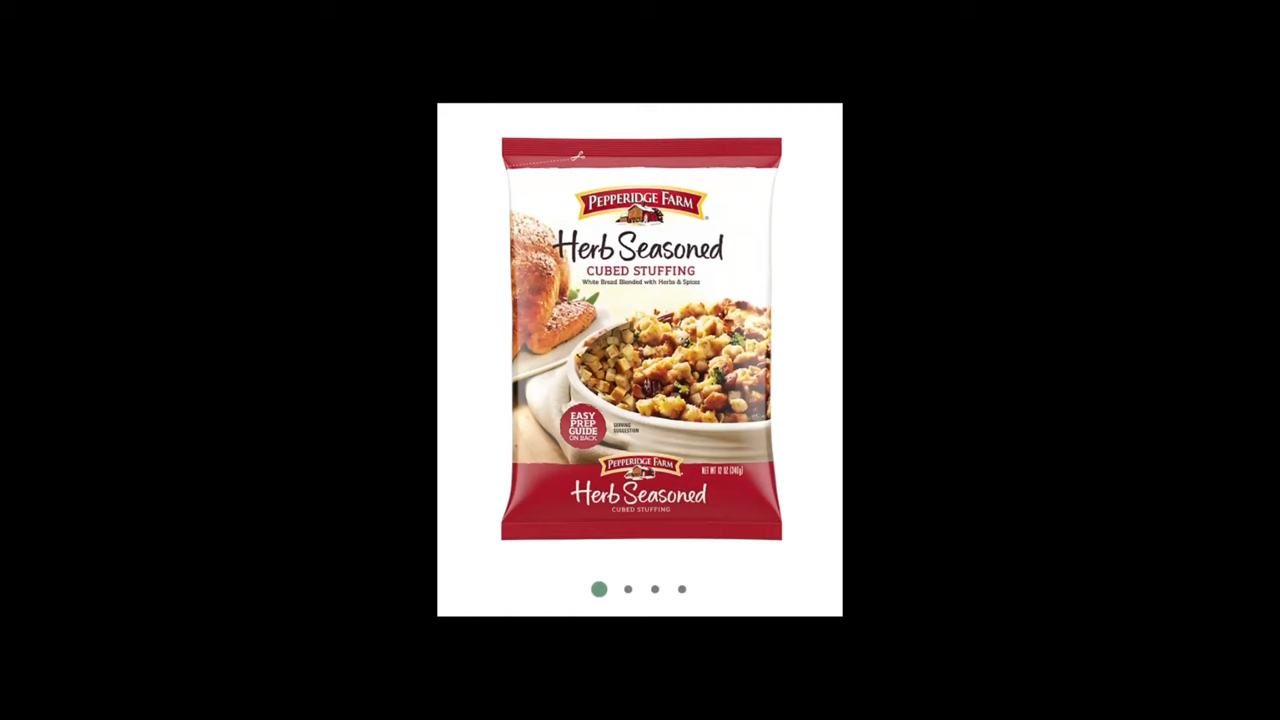 PEPPERIDGE FARM
Herb Seasoned
CUBED STUFFING
White Bread Blended with Herbs & Spices
EASY
PREP
GUIDE
ON BACK
SERVING
SUGGESTION
PEPPERIDGE FARM
NET WT 12 OZ (340g)
Herb Seasoned
CUBED STUFFING